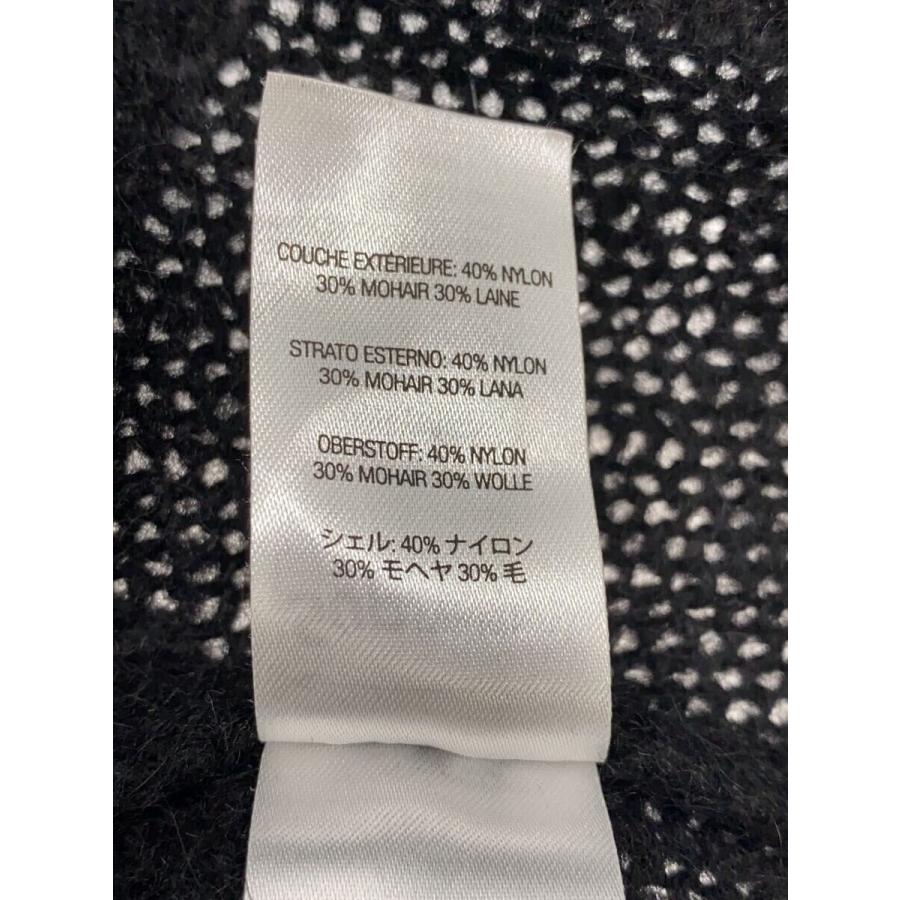 COUCHE EXTÉRIEURE: 40% NYLON
30% MOHAIR 30% LAINE
STRATO ESTERNO: 40% NYLON
30% MOHAIR 30% LANA
OBERSTOFF: 40% NYLON
30% MOHAIR 30% WOLLE
シェル: 40% ナイロン
30% モヘヤ 30% 毛